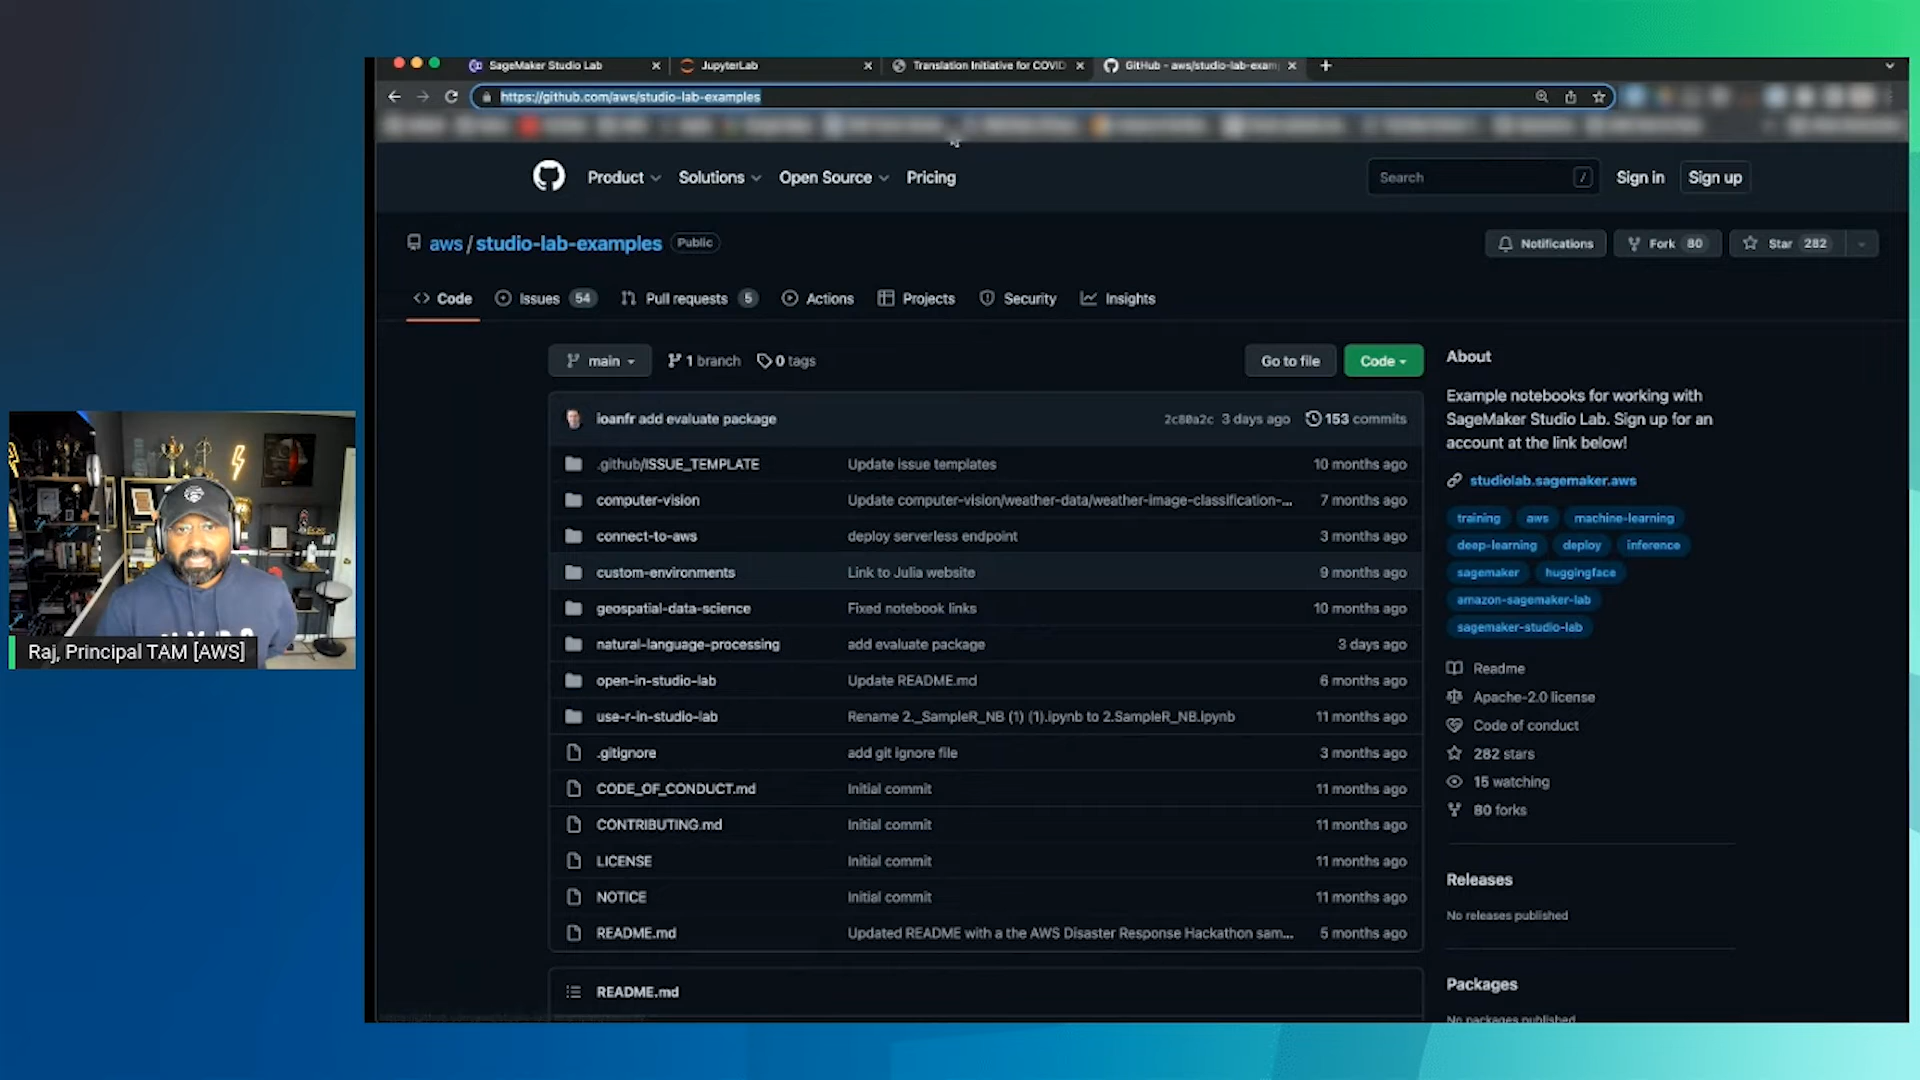 SageMaker Studio Lab
JupyterLab
Translation Initiative for COVID
GitHub - aws/studio-lab-exam
https://github.com/aws/studio-lab-examples
Product
Solutions
Open Source
Pricing
Search
/
Sign in
Sign up
aws / studio-lab-examples
Public
Notifications
Fork 80
Star 282
Code
Issues 54
Pull requests 5
Actions
Projects
Security
Insights
main
1 branch
0 tags
Go to file
Code
ioanfr add evaluate package
2c80a2c 3 days ago
153 commits
.github/ISSUE_TEMPLATE Update issue templates 10 months ago
computer-vision Update computer-vision/weather-data/weather-image-classification-... 7 months ago
connect-to-aws deploy serverless endpoint 3 months ago
custom-environments Link to Julia website 9 months ago
geospatial-data-science Fixed notebook links 10 months ago
natural-language-processing add evaluate package 3 days ago
open-in-studio-lab Update README.md 6 months ago
use-r-in-studio-lab Rename 2._SampleR_NB (1) (1).ipynb to 2.SampleR_NB.ipynb 11 months ago
.gitignore add git ignore file 3 months ago
CODE_OF_CONDUCT.md Initial commit 11 months ago
CONTRIBUTING.md Initial commit 11 months ago
LICENSE Initial commit 11 months ago
NOTICE Initial commit 11 months ago
README.md Updated README with a the AWS Disaster Response Hackathon sam... 5 months ago
README.md
About
Example notebooks for working with
SageMaker Studio Lab. Sign up for an
account at the link below!
studiolab.sagemaker.aws
training aws machine-learning
deep-learning deploy inference
sagemaker huggingface
amazon-sagemaker-lab
sagemaker-studio-lab
Readme
Apache-2.0 license
Code of conduct
282 stars
15 watching
80 forks
Releases
No releases published
Packages
No packages published
Raj, Principal TAM [AWS]